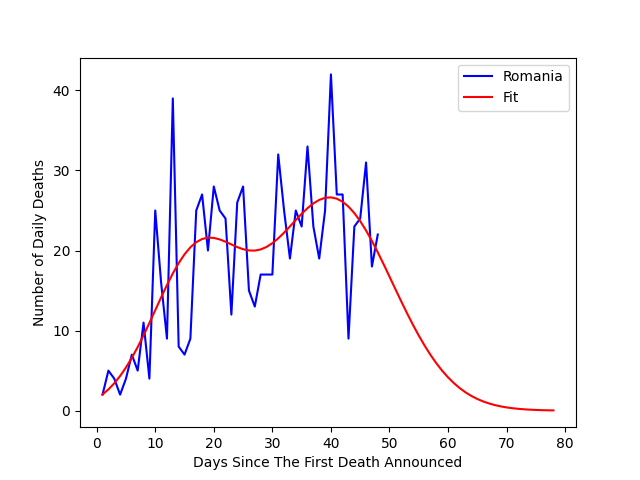 Romania
Fit
40
30
20
10
0
Number of Daily Deaths
0 10 20 30 40 50 60 70 80
Days Since The First Death Announced